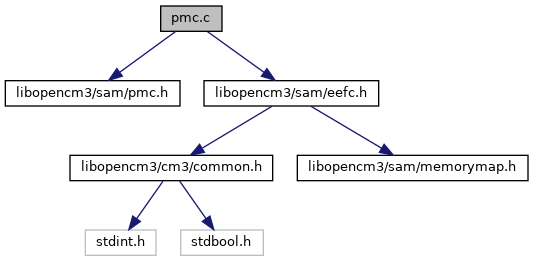 pmc.c
libopencm3/sam/pmc.h
libopencm3/sam/eefc.h
libopencm3/cm3/common.h
libopencm3/sam/memorymap.h
stdint.h
stdbool.h